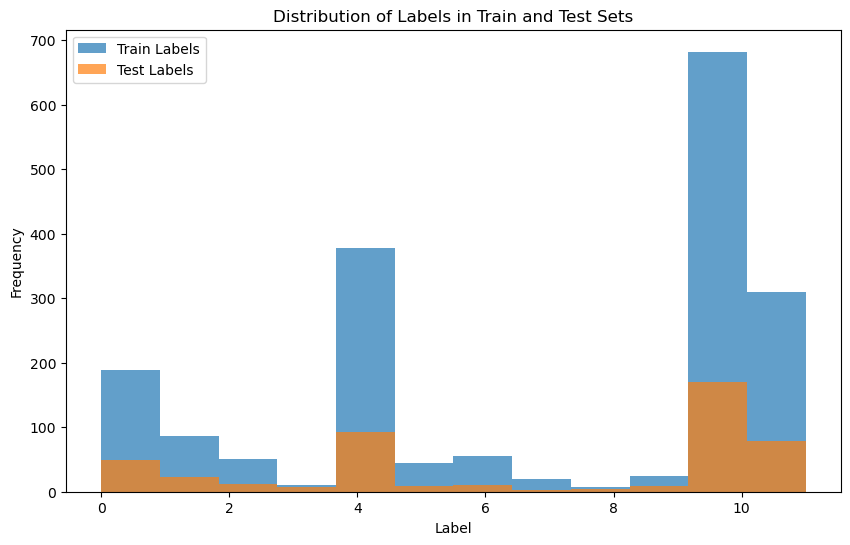 Distribution of Labels in Train and Test Sets
Train Labels
Test Labels
700
600
500
400
300
200
100
0
Frequency
0 2 4 6 8 10
Label